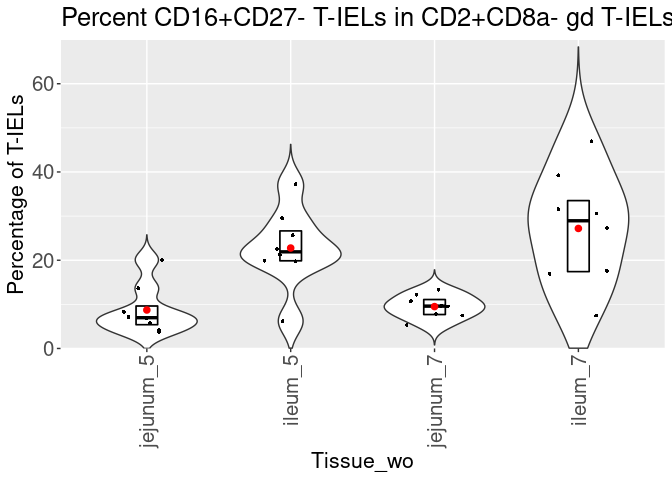 Percent CD16+CD27- T-IELs in CD2+CD8a- gd T-IELs
Percentage of T-IELs
60
40
20
0
jejunum_5
ileum_5
jejunum_7
ileum_7
Tissue_wo